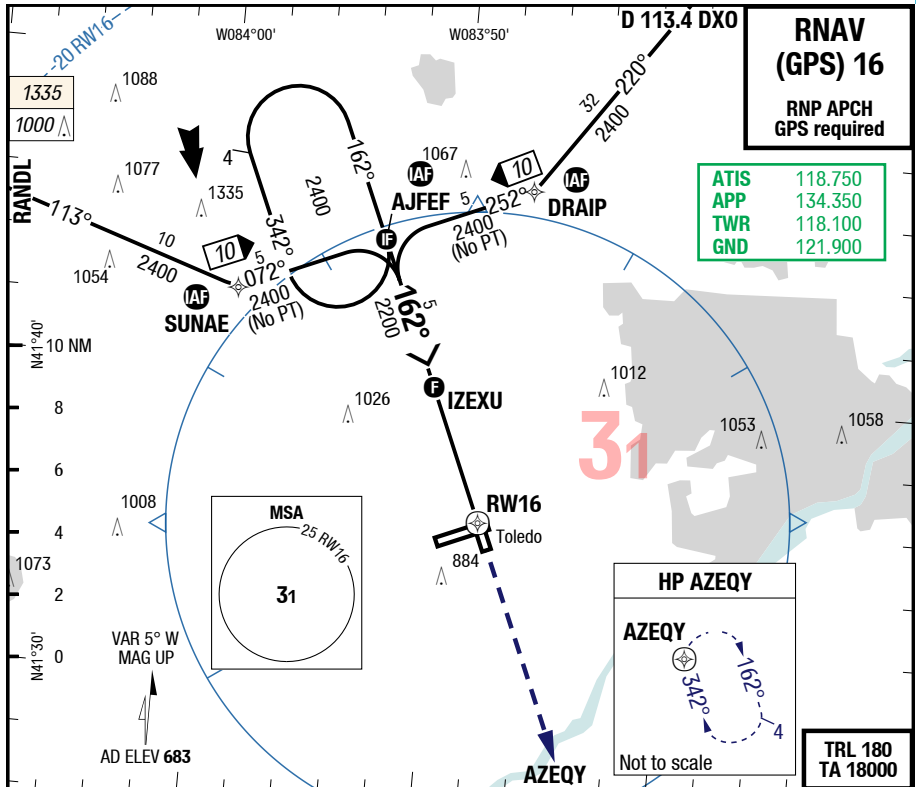 RNAV
(GPS) 16
RNP APCH
GPS required
ATIS 118.750
APP 134.350
TWR 118.100
GND 121.900
W084°00'
W083°50'
D 113.4 DXO
20 RW16
1335
1000
1088
1077
1335
1067
1054
220°
32
2400
RANDL
113°
10
2400
4
162°
2400
342°
IAF
AJFEF
IF
10
5
252°
2400
(No PT)
IAF
DRAIP
10
5
072°
2400
(No PT)
IAF
SUNAE
5
162°
2200
F
IZEXU
N41°40'
10 NM
8
6
4
2
0
N41°30'
1026
1012
1053
1058
31
1008
1073
MSA
25 RW16
31
RW16
Toledo
884
HP AZEQY
AZEQY
162°
342°
4
Not to scale
VAR 5° W
MAG UP
AD ELEV 683
AZEQY
TRL 180
TA 18000